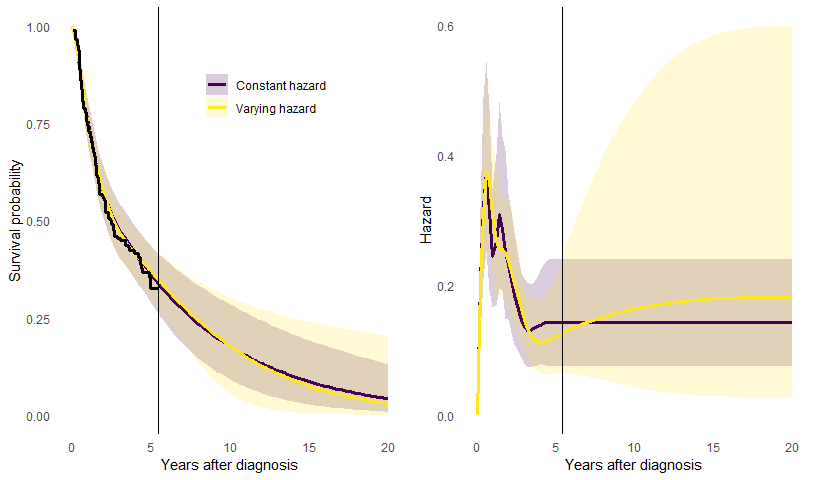 1.00
0.75
0.50
0.25
0.00
Survival probability
Constant hazard
Varying hazard
0 5 10 15 20
Years after diagnosis
0.6
0.4
0.2
0.0
Hazard
0 5 10 15 20
Years after diagnosis